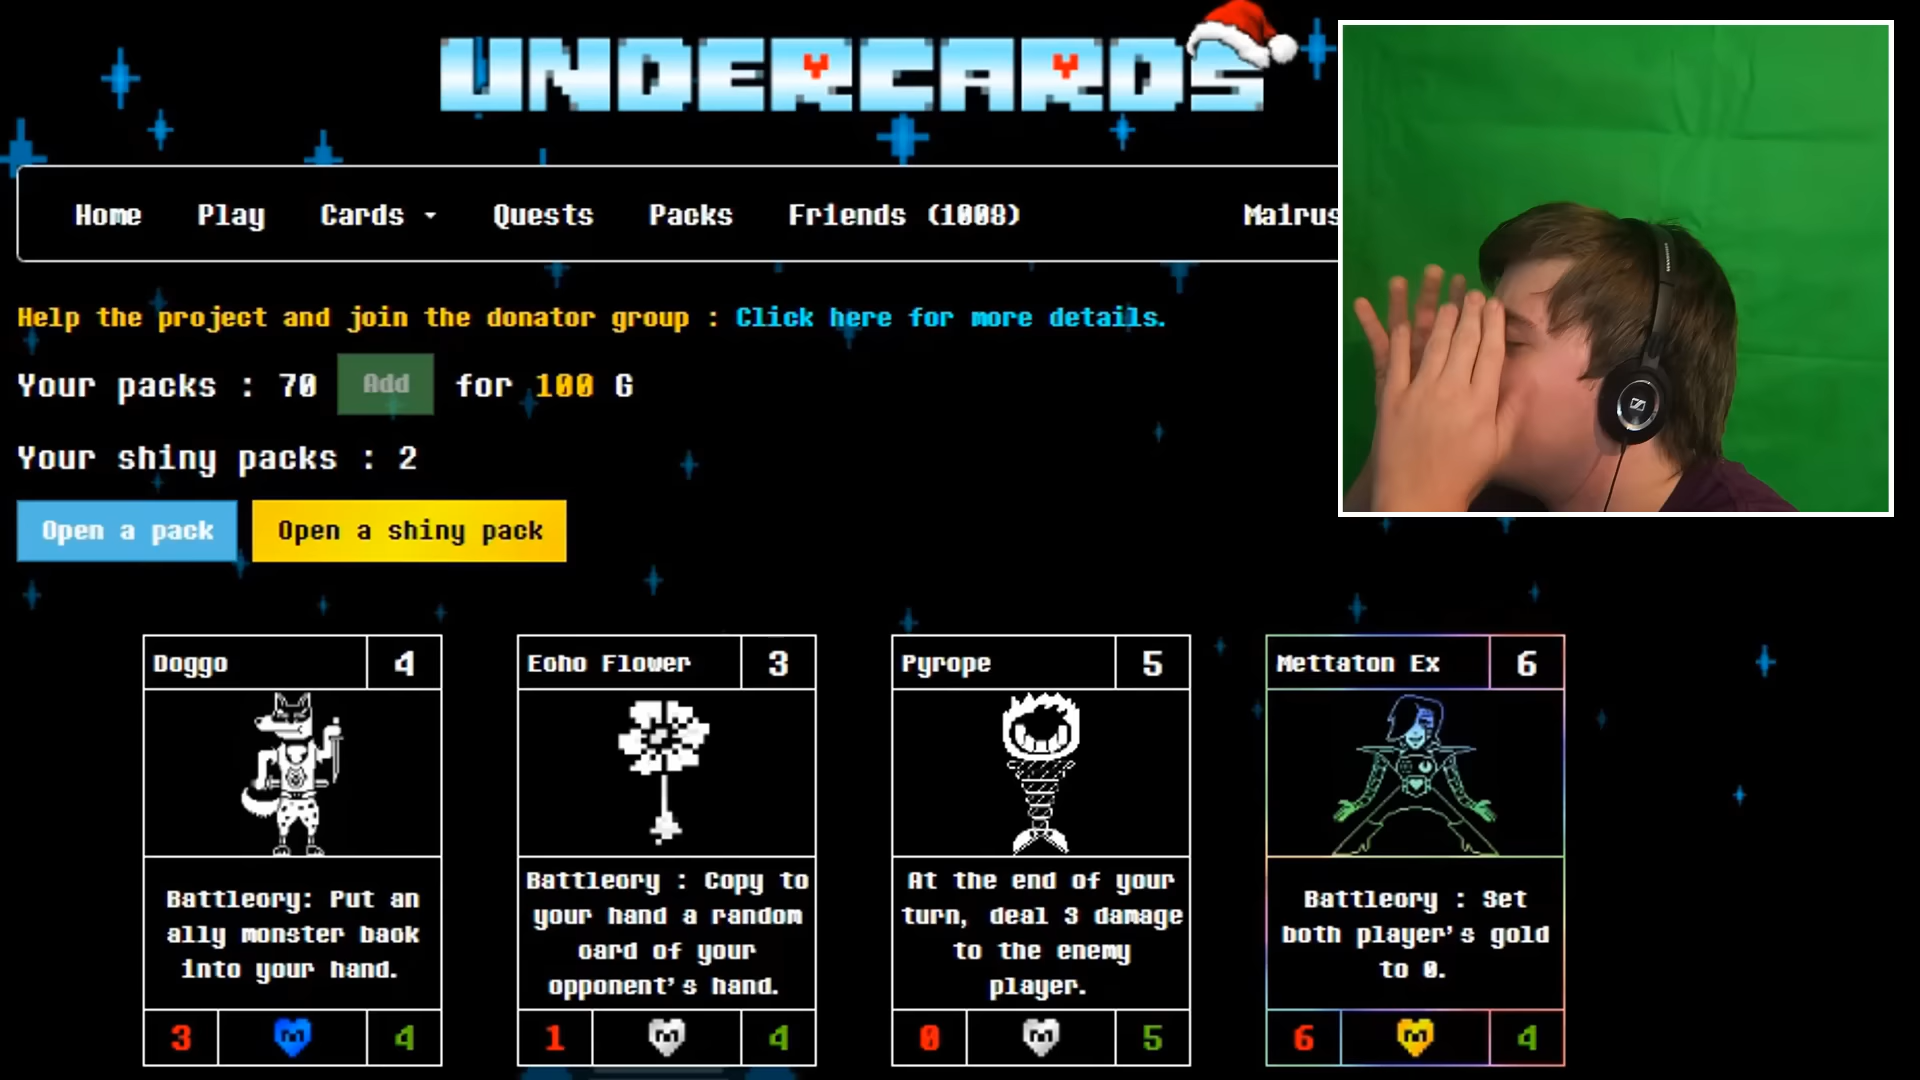 UNDERCARDS
Home Play Cards Quests Packs Friends (1008) Mairus
Help the project and join the donator group : Click here for more details.
Your packs : 70 Add for 100 G
Your shiny packs : 2
Open a pack Open a shiny pack
Doggo 4
Battlecry: Put an
ally monster back
into your hand.
3 4
Echo Flower 3
Battlecry : Copy to
your hand a random
card of your
opponent's hand.
1 4
Pyrope 5
At the end of your
turn, deal 3 damage
to the enemy
player.
0 5
Mettaton Ex 6
Battlecry : Set
both player's gold
to 0.
6 4